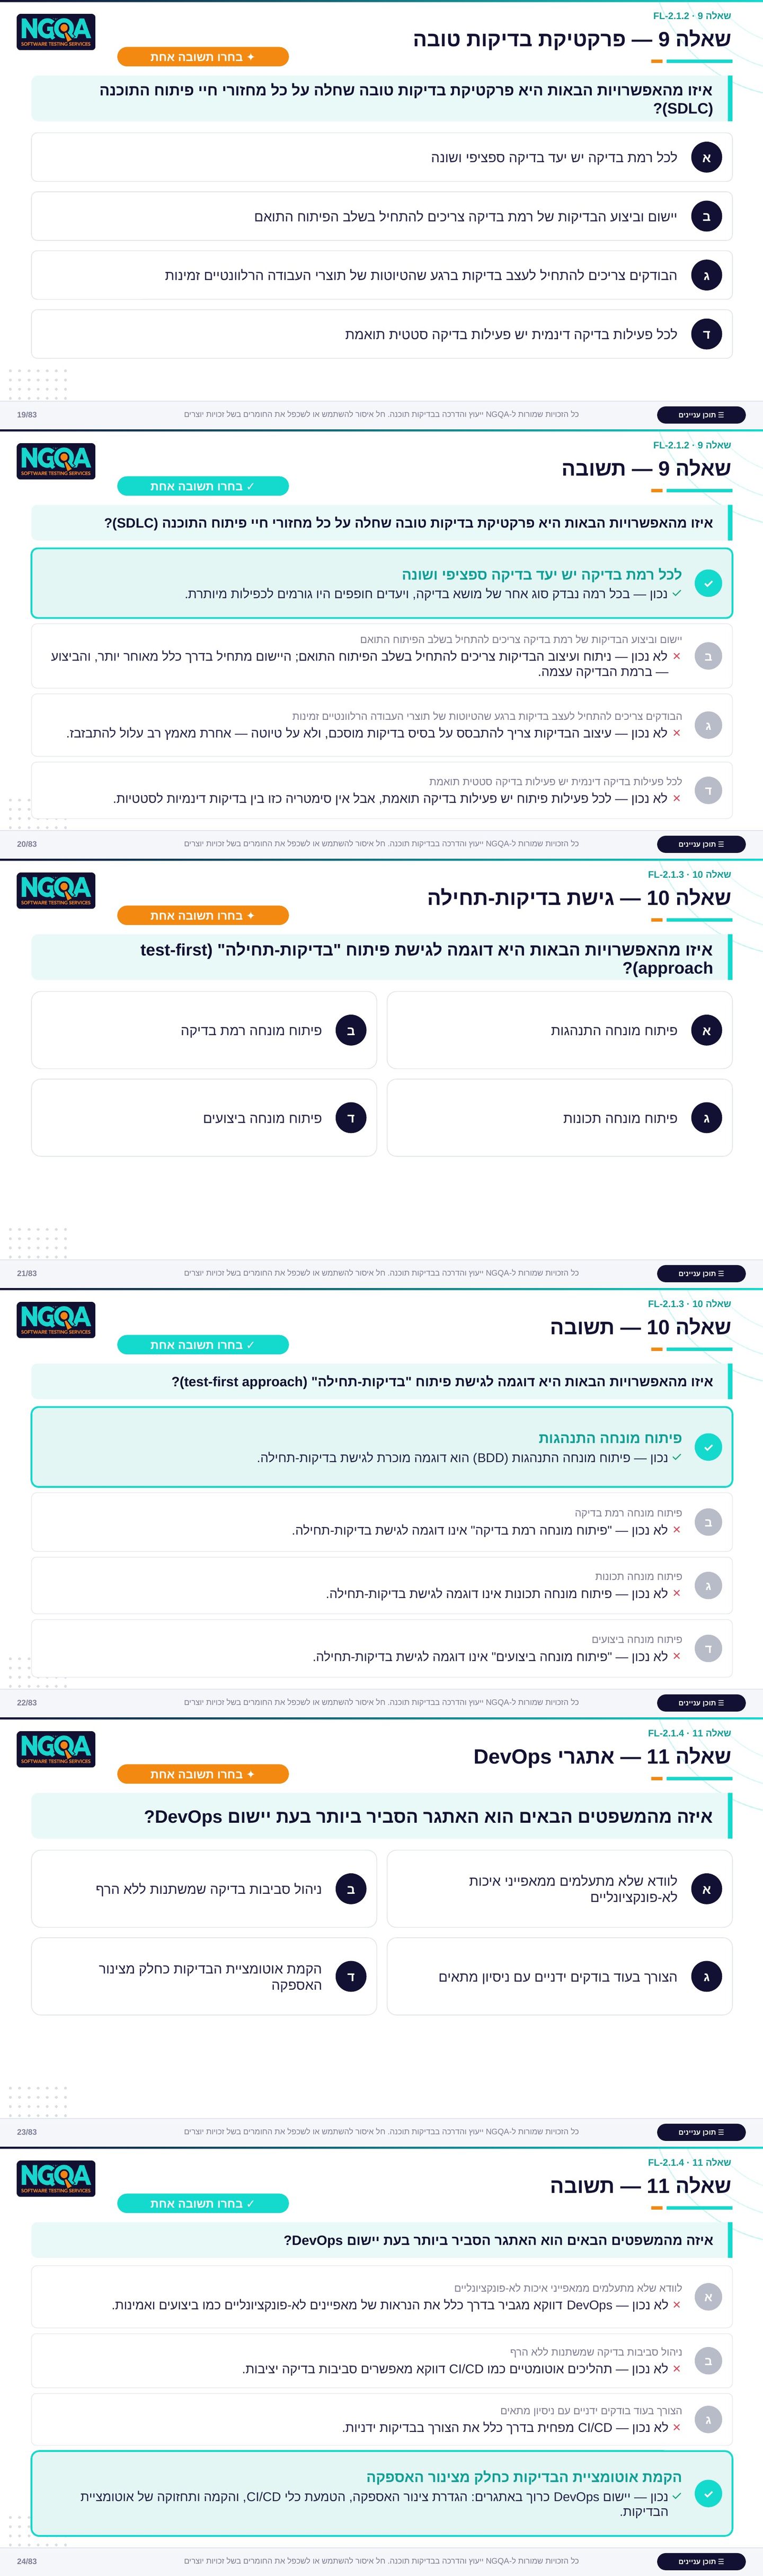 שאלה 9 · FL-2.1.2
NGQA
SOFTWARE TESTING SERVICES
שאלה 9 — פרקטיקת בדיקות טובה
✦ בחרו תשובה אחת
איזו מהאפשרויות הבאות היא פרקטיקת בדיקות טובה שחלה על כל מחזורי חיי פיתוח התוכנה
(SDLC)?
א
לכל רמת בדיקה יש יעד בדיקה ספציפי ושונה
ב
יישום וביצוע הבדיקות של רמת בדיקה צריכים להתחיל בשלב הפיתוח התואם
ג
הבודקים צריכים להתחיל לעצב בדיקות ברגע שהטיוטות של תוצרי העבודה הרלוונטיים זמינות
ד
לכל פעילות בדיקה דינמית יש פעילות בדיקה סטטית תואמת
☰ תוכן עניינים
כל הזכויות שמורות ל-NGQA ייעוץ והדרכה בבדיקות תוכנה. חל איסור להשתמש או לשכפל את החומרים בשל זכויות יוצרים
19/83
שאלה 9 · FL-2.1.2
NGQA
SOFTWARE TESTING SERVICES
שאלה 9 — תשובה
✓ בחרו תשובה אחת
איזו מהאפשרויות הבאות היא פרקטיקת בדיקות טובה שחלה על כל מחזורי חיי פיתוח התוכנה (SDLC)?
✓
לכל רמת בדיקה יש יעד בדיקה ספציפי ושונה
✓ נכון — בכל רמה נבדק סוג אחר של מושא בדיקה, ויעדים חופפים היו גורמים לכפילות מיותרת.
ב
יישום וביצוע הבדיקות של רמת בדיקה צריכים להתחיל בשלב הפיתוח התואם
✕ לא נכון — ניתוח ועיצוב הבדיקות צריכים להתחיל בשלב הפיתוח התואם; היישום מתחיל בדרך כלל מאוחר יותר, והביצוע
— ברמת הבדיקה עצמה.
ג
הבודקים צריכים להתחיל לעצב בדיקות ברגע שהטיוטות של תוצרי העבודה הרלוונטיים זמינות
✕ לא נכון — עיצוב הבדיקות צריך להתבסס על בסיס בדיקות מוסכם, ולא על טיוטה — אחרת מאמץ רב עלול להתבזבז.
ד
לכל פעילות בדיקה דינמית יש פעילות בדיקה סטטית תואמת
✕ לא נכון — לכל פעילות פיתוח יש פעילות בדיקה תואמת, אבל אין סימטריה כזו בין בדיקות דינמיות לסטטיות.
☰ תוכן עניינים
כל הזכויות שמורות ל-NGQA ייעוץ והדרכה בבדיקות תוכנה. חל איסור להשתמש או לשכפל את החומרים בשל זכויות יוצרים
20/83
שאלה 10 · FL-2.1.3
NGQA
SOFTWARE TESTING SERVICES
שאלה 10 — גישת בדיקות-תחילה
✦ בחרו תשובה אחת
איזו מהאפשרויות הבאות היא דוגמה לגישת פיתוח "בדיקות-תחילה" (test-first
approach)?
א
פיתוח מונחה התנהגות
ב
פיתוח מונחה רמת בדיקה
ג
פיתוח מונחה תכונות
ד
פיתוח מונחה ביצועים
☰ תוכן עניינים
כל הזכויות שמורות ל-NGQA ייעוץ והדרכה בבדיקות תוכנה. חל איסור להשתמש או לשכפל את החומרים בשל זכויות יוצרים
21/83
שאלה 10 · FL-2.1.3
NGQA
SOFTWARE TESTING SERVICES
שאלה 10 — תשובה
✓ בחרו תשובה אחת
איזו מהאפשרויות הבאות היא דוגמה לגישת פיתוח "בדיקות-תחילה" (test-first approach)?
✓
פיתוח מונחה התנהגות
✓ נכון — פיתוח מונחה התנהגות (BDD) הוא דוגמה מוכרת לגישת בדיקות-תחילה.
ב
פיתוח מונחה רמת בדיקה
✕ לא נכון — "פיתוח מונחה רמת בדיקה" אינו דוגמה לגישת בדיקות-תחילה.
ג
פיתוח מונחה תכונות
✕ לא נכון — פיתוח מונחה תכונות אינו דוגמה לגישת בדיקות-תחילה.
ד
פיתוח מונחה ביצועים
✕ לא נכון — "פיתוח מונחה ביצועים" אינו דוגמה לגישת בדיקות-תחילה.
☰ תוכן עניינים
כל הזכויות שמורות ל-NGQA ייעוץ והדרכה בבדיקות תוכנה. חל איסור להשתמש או לשכפל את החומרים בשל זכויות יוצרים
22/83
שאלה 11 · FL-2.1.4
NGQA
SOFTWARE TESTING SERVICES
שאלה 11 — אתגרי DevOps
✦ בחרו תשובה אחת
איזה מהמשפטים הבאים הוא האתגר הסביר ביותר בעת יישום DevOps?
א
לוודא שלא מתעלמים ממאפייני איכות
לא-פונקציונליים
ב
ניהול סביבות בדיקה שמשתנות ללא הרף
ג
הצורך בעוד בודקים ידניים עם ניסיון מתאים
ד
הקמת אוטומציית הבדיקות כחלק מצינור
האספקה
☰ תוכן עניינים
כל הזכויות שמורות ל-NGQA ייעוץ והדרכה בבדיקות תוכנה. חל איסור להשתמש או לשכפל את החומרים בשל זכויות יוצרים
23/83
שאלה 11 · FL-2.1.4
NGQA
SOFTWARE TESTING SERVICES
שאלה 11 — תשובה
✓ בחרו תשובה אחת
איזה מהמשפטים הבאים הוא האתגר הסביר ביותר בעת יישום DevOps?
א
לוודא שלא מתעלמים ממאפייני איכות לא-פונקציונליים
✕ לא נכון — DevOps דווקא מגביר בדרך כלל את הנראות של מאפיינים לא-פונקציונליים כמו ביצועים ואמינות.
ב
ניהול סביבות בדיקה שמשתנות ללא הרף
✕ לא נכון — תהליכים אוטומטיים כמו CI/CD דווקא מאפשרים סביבות בדיקה יציבות.
ג
הצורך בעוד בודקים ידניים עם ניסיון מתאים
✕ לא נכון — CI/CD מפחית בדרך כלל את הצורך בבדיקות ידניות.
✓
הקמת אוטומציית הבדיקות כחלק מצינור האספקה
✓ נכון — יישום DevOps כרוך באתגרים: הגדרת צינור האספקה, הטמעת כלי CI/CD, והקמה ותחזוקה של אוטומציית
הבדיקות.
☰ תוכן עניינים
כל הזכויות שמורות ל-NGQA ייעוץ והדרכה בבדיקות תוכנה. חל איסור להשתמש או לשכפל את החומרים בשל זכויות יוצרים
24/83